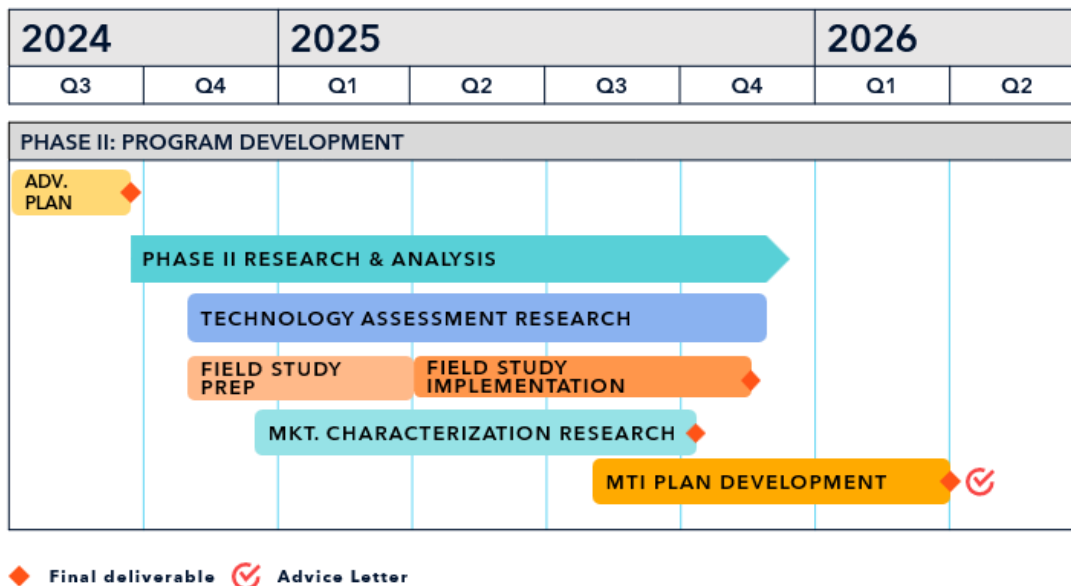 2024 2025 2026
Q3 Q4 Q1 Q2 Q3 Q4 Q1 Q2
PHASE II: PROGRAM DEVELOPMENT
ADV.
PLAN
PHASE II RESEARCH & ANALYSIS
TECHNOLOGY ASSESSMENT RESEARCH
FIELD STUDY
PREP
FIELD STUDY
IMPLEMENTATION
MKT. CHARACTERIZATION RESEARCH
MTI PLAN DEVELOPMENT
Final deliverable Advice Letter